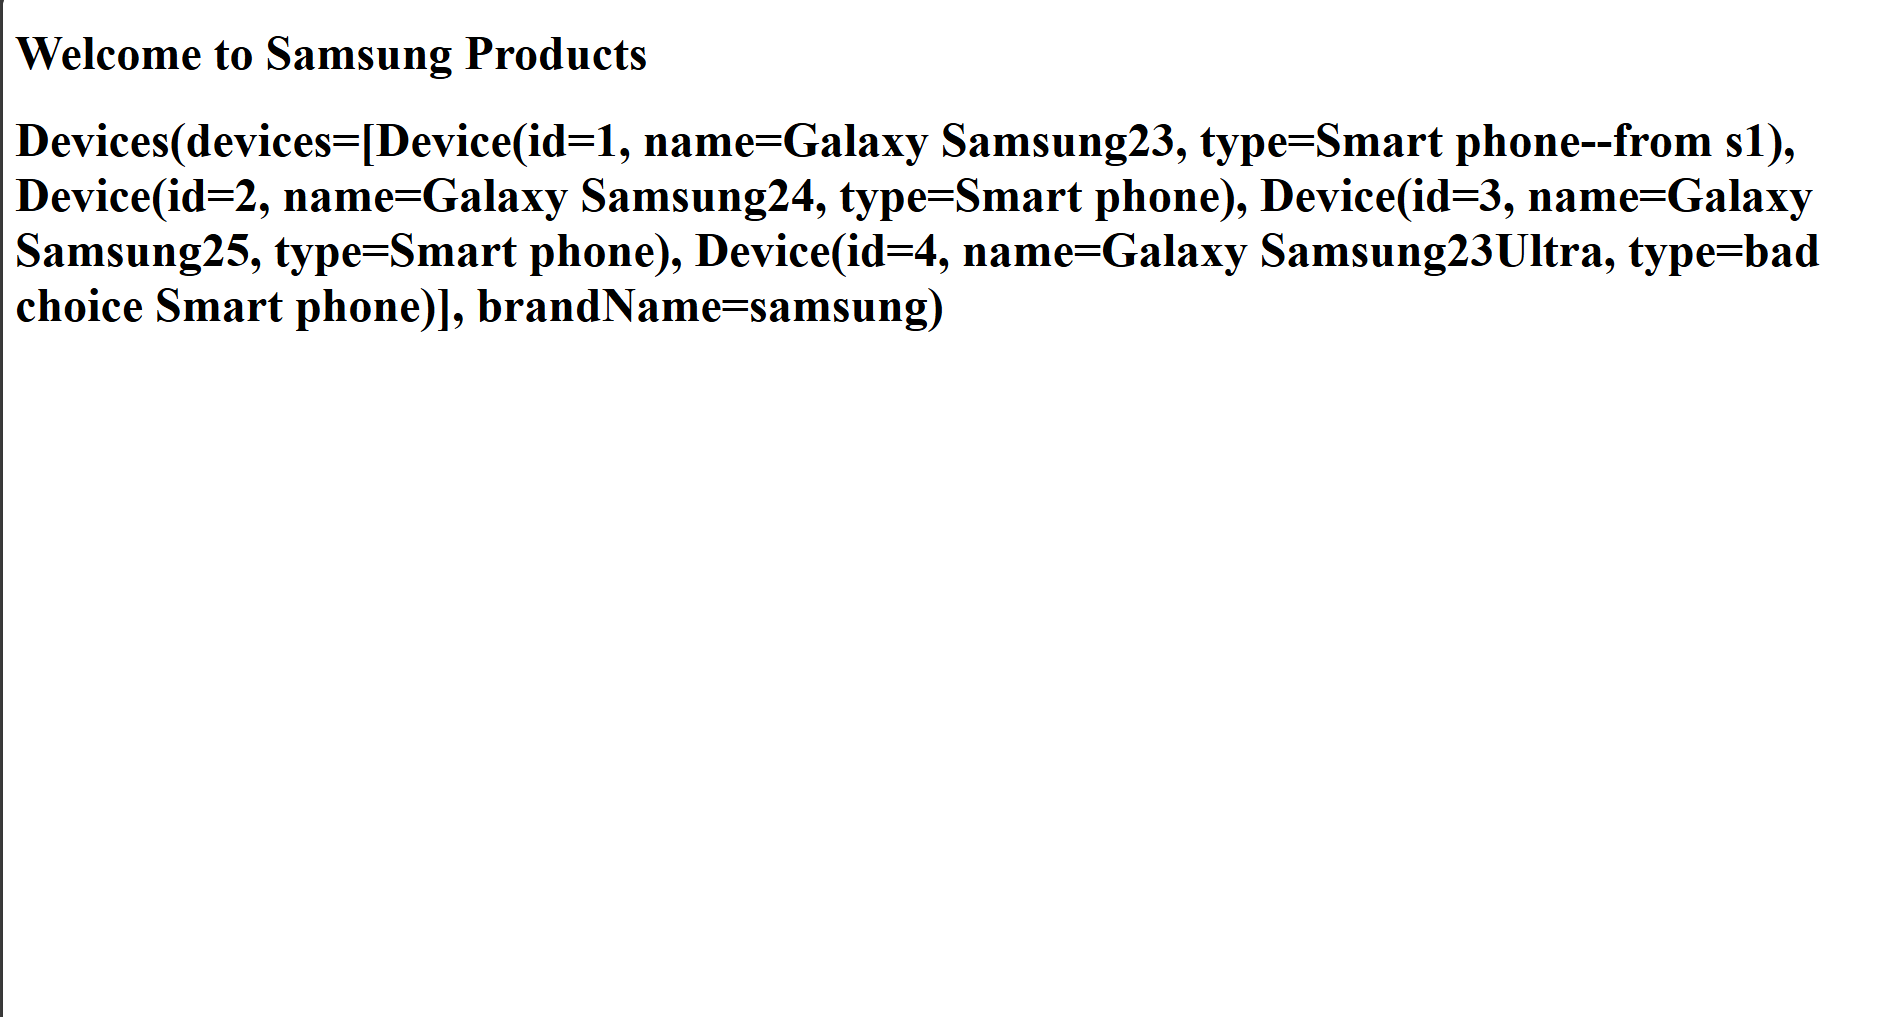 Welcome to Samsung Products
Devices(devices=[Device(id=1, name=Galaxy Samsung23, type=Smart phone--from s1),
Device(id=2, name=Galaxy Samsung24, type=Smart phone), Device(id=3, name=Galaxy
Samsung25, type=Smart phone), Device(id=4, name=Galaxy Samsung23Ultra, type=bad
choice Smart phone)], brandName=samsung)